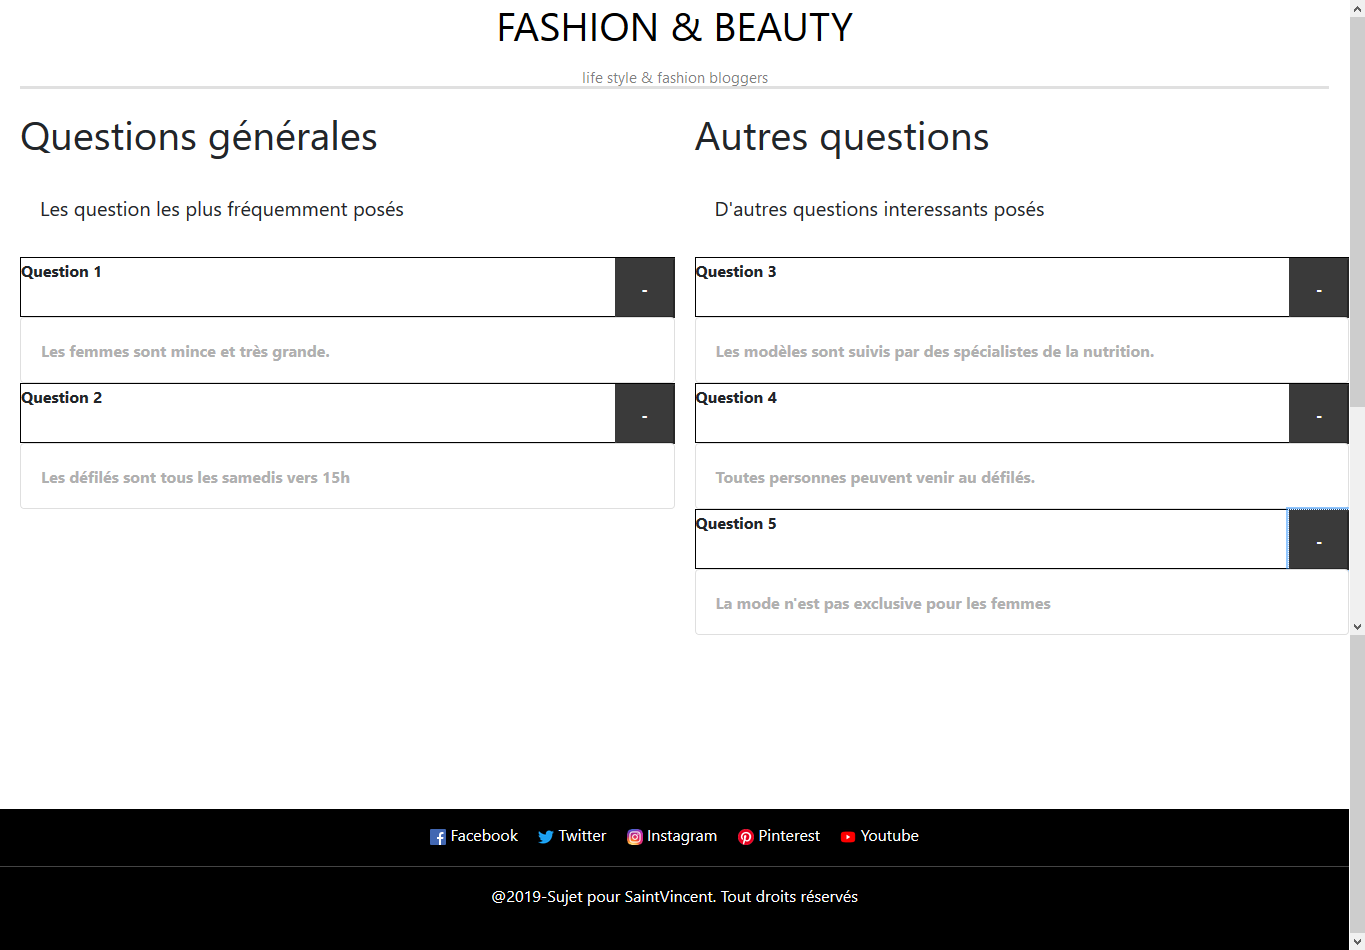 FASHION & BEAUTY
life style & fashion bloggers
Questions générales
Les question les plus fréquemment posés
Question 1
-
Les femmes sont mince et très grande.
Question 2
-
Les défilés sont tous les samedis vers 15h
Autres questions
D'autres questions interessants posés
Question 3
-
Les modèles sont suivis par des spécialistes de la nutrition.
Question 4
-
Toutes personnes peuvent venir au défilés.
Question 5
-
La mode n'est pas exclusive pour les femmes
Facebook Twitter Instagram Pinterest Youtube
@2019-Sujet pour SaintVincent. Tout droits réservés